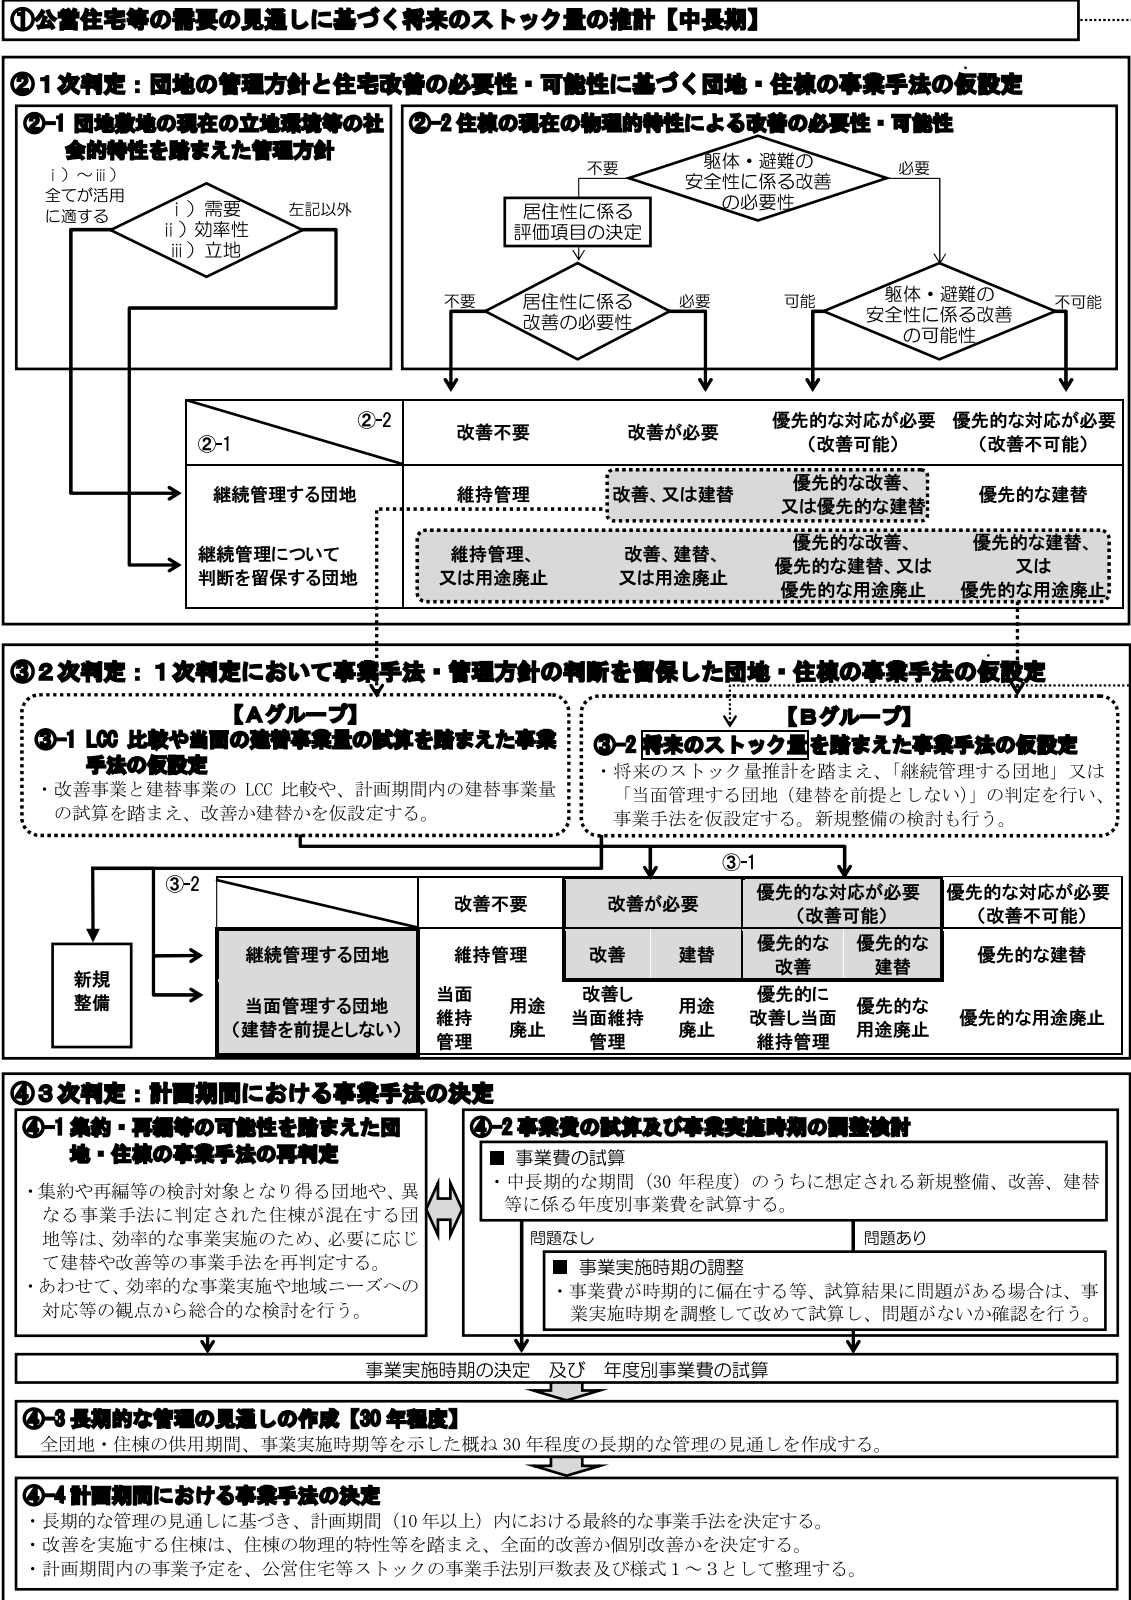 ①公営住宅等の需要の見通しに基づく将来のストック量の推計【中長期】
②１次判定：団地の管理方針と住宅改善の必要性・可能性に基づく団地・住棟の事業手法の仮設定
②-1 団地敷地の現在の立地環境等の社
会的特性を踏まえた管理方針
ⅰ）～ⅲ）
全てが活用
に適する
ⅰ）需要
ⅱ）効率性
ⅲ）立地
左記以外
②-2 住棟の現在の物理的特性による改善の必要性・可能性
不要
躯体・避難の
安全性に係る改善
の必要性
必要
居住性に係る
評価項目の決定
不要
居住性に係る
改善の必要性
必要
可能
躯体・避難の
安全性に係る改善
の可能性
不可能
②-2
②-1
改善不要
改善が必要
優先的な対応が必要
（改善可能）
優先的な対応が必要
（改善不可能）
継続管理する団地
維持管理
改善、又は建替
優先的な改善、
又は優先的な建替
優先的な建替
継続管理について
判断を留保する団地
維持管理、
又は用途廃止
改善、建替、
又は用途廃止
優先的な改善、
優先的な建替、又は
優先的な用途廃止
優先的な建替、
又は
優先的な用途廃止
③２次判定：１次判定において事業手法・管理方針の判断を留保した団地・住棟の事業手法の仮設定
【Ａグループ】
③-1 LCC 比較や当面の建替事業量の試算を踏まえた事業
手法の仮設定
・改善事業と建替事業の LCC 比較や、計画期間内の建替事業量
の試算を踏まえ、改善か建替かを仮設定する。
【Ｂグループ】
③-2 将来のストック量を踏まえた事業手法の仮設定
・将来のストック量推計を踏まえ、「継続管理する団地」又は
「当面管理する団地（建替を前提としない）」の判定を行い、
事業手法を仮設定する。新規整備の検討も行う。
③-1
③-2
新規
整備
改善不要
改善が必要
優先的な対応が必要
（改善可能）
優先的な対応が必要
（改善不可能）
継続管理する団地
維持管理
改善
建替
優先的な
改善
優先的な
建替
優先的な建替
当面管理する団地
（建替を前提としない）
当面
維持
管理
用途
廃止
改善し
当面維持
管理
用途
廃止
優先的に
改善し当面
維持管理
優先的な
用途廃止
優先的な用途廃止
④３次判定：計画期間における事業手法の決定
④-1 集約・再編等の可能性を踏まえた団
地・住棟の事業手法の再判定
・集約や再編等の検討対象となり得る団地や、異
なる事業手法に判定された住棟が混在する団
地等は、効率的な事業実施のため、必要に応じ
て建替や改善等の事業手法を再判定する。
・あわせて、効率的な事業実施や地域ニーズへの
対応等の観点から総合的な検討を行う。
④-2 事業費の試算及び事業実施時期の調整検討
■ 事業費の試算
・中長期的な期間（30 年程度）のうちに想定される新規整備、改善、建替
等に係る年度別事業費を試算する。
問題なし
問題あり
■ 事業実施時期の調整
・事業費が時期的に偏在する等、試算結果に問題がある場合は、事
業実施時期を調整して改めて試算し、問題がないか確認を行う。
事業実施時期の決定　及び　年度別事業費の試算
④-3 長期的な管理の見通しの作成【30 年程度】
全団地・住棟の供用期間、事業実施時期等を示した概ね 30 年程度の長期的な管理の見通しを作成する。
④-4 計画期間における事業手法の決定
・長期的な管理の見通しに基づき、計画期間（10 年以上）内における最終的な事業手法を決定する。
・改善を実施する住棟は、住棟の物理的特性等を踏まえ、全面的改善か個別改善かを決定する。
・計画期間内の事業予定を、公営住宅等ストックの事業手法別戸数表及び様式１～３として整理する。